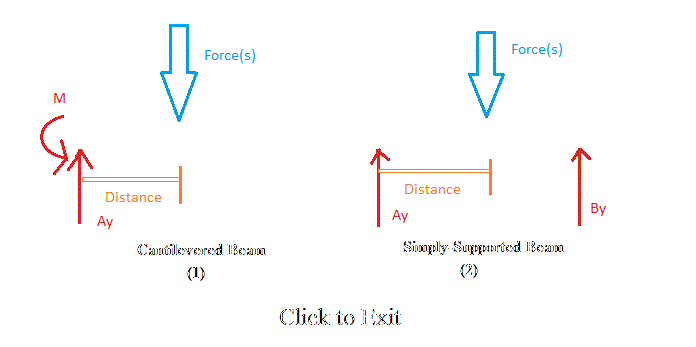 Force(s)
Force(s)
M
Distance
Distance
Ay
Ay
By
Cantilevered Beam
Simply-Supported Beam
(1)
(2)
Click to Exit